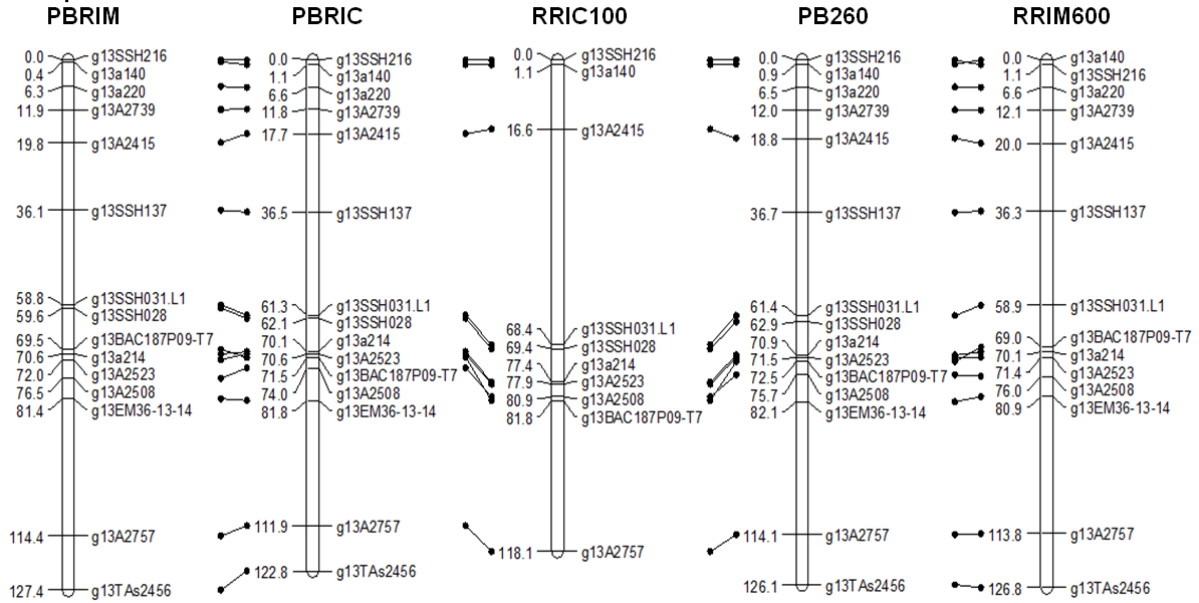 PBRIM
0.0 g13SSH216
0.4 g13a140
6.3 g13a220
11.9 g13A2739
19.8 g13A2415
36.1 g13SSH137
58.8 g13SSH031.L1
59.6 g13SSH028
69.5 g13BAC187P09-T7
70.6 g13a214
72.0 g13A2523
76.5 g13A2508
81.4 g13EM36-13-14
114.4 g13A2757
127.4 g13TAs2456
PBRIC
0.0 g13SSH216
1.1 g13a140
6.6 g13a220
11.8 g13A2739
17.7 g13A2415
36.5 g13SSH137
61.3 g13SSH031.L1
62.1 g13SSH028
70.1 g13a214
70.6 g13A2523
71.5 g13BAC187P09-T7
74.0 g13A2508
81.8 g13EM36-13-14
111.9 g13A2757
122.8 g13TAs2456
RRIC100
0.0 g13SSH216
1.1 g13a140
16.6 g13A2415
68.4 g13SSH031.L1
69.4 g13SSH028
77.4 g13a214
77.9 g13A2523
80.9 g13A2508
81.8 g13BAC187P09-T7
118.1 g13A2757
PB260
0.0 g13SSH216
0.9 g13a140
6.5 g13a220
12.0 g13A2739
18.8 g13A2415
36.7 g13SSH137
61.4 g13SSH031.L1
62.9 g13SSH028
70.9 g13a214
71.5 g13A2523
72.5 g13BAC187P09-T7
75.7 g13A2508
82.1 g13EM36-13-14
114.1 g13A2757
126.1 g13TAs2456
RRIM600
0.0 g13a140
1.1 g13SSH216
6.6 g13a220
12.1 g13A2739
20.0 g13A2415
36.3 g13SSH137
58.9 g13SSH031.L1
69.0 g13BAC187P09-T7
70.1 g13a214
71.4 g13A2523
76.0 g13A2508
80.9 g13EM36-13-14
113.8 g13A2757
126.8 g13TAs2456